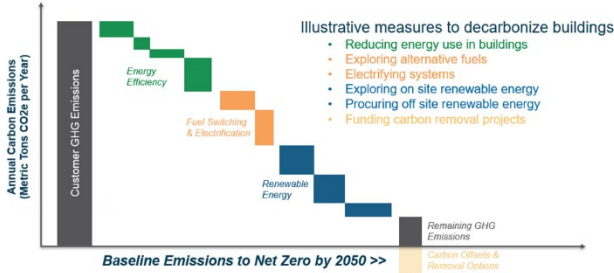 Illustrative measures to decarbonize buildings
• Reducing energy use in buildings
• Exploring alternative fuels
• Electrifying systems
• Exploring on site renewable energy
• Procuring off site renewable energy
• Funding carbon removal projects
Annual Carbon Emissions
(Metric Tons CO2e per Year)
Customer GHG Emissions
Energy
Efficiency
Fuel Switching
& Electrification
Renewable
Energy
Remaining GHG
Emissions
Carbon Offsets &
Removal Options
Baseline Emissions to Net Zero by 2050 >>